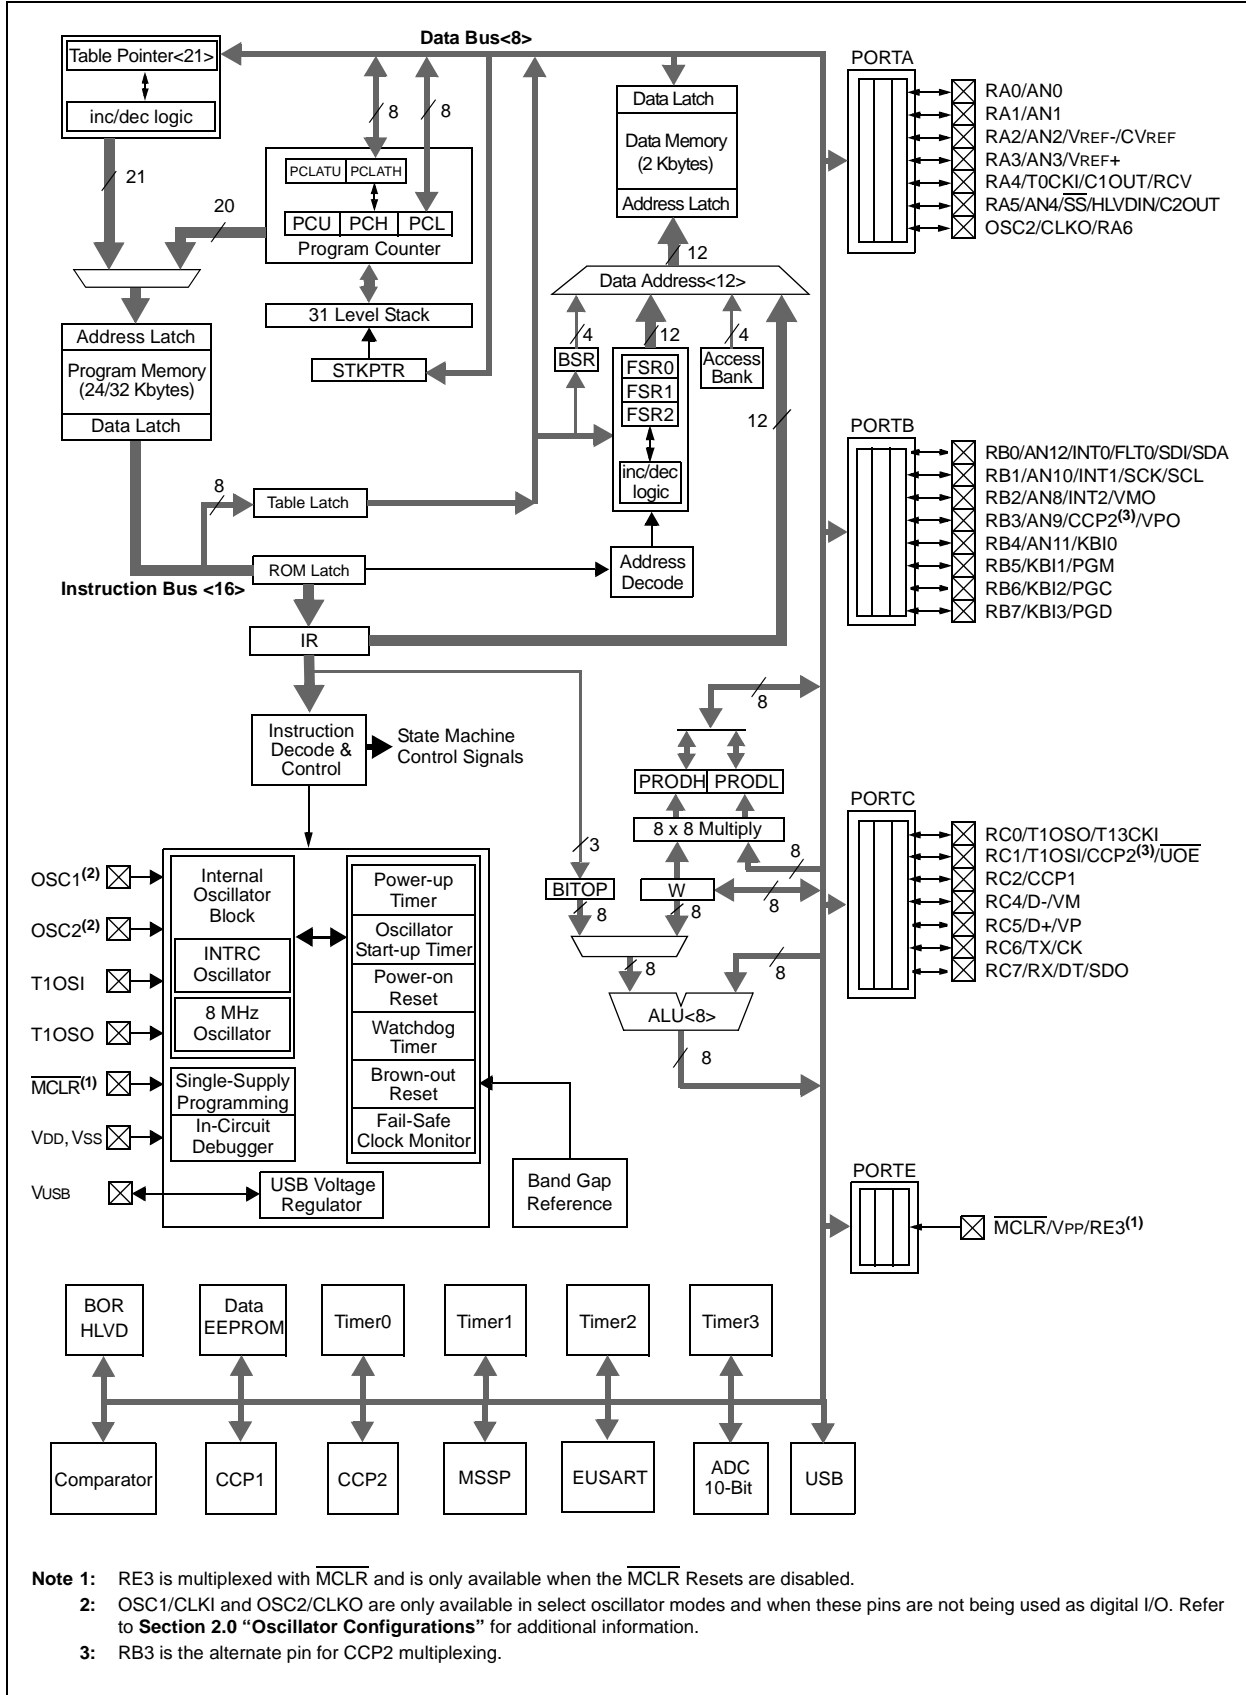 Data Bus<8>
Table Pointer<21>
inc/dec logic
21
20
8
8
PCLATU PCLATH
PCU PCH PCL
Program Counter
31 Level Stack
STKPTR
Address Latch
Program Memory
(24/32 Kbytes)
Data Latch
8
Table Latch
ROM Latch
Instruction Bus <16>
IR
Data Latch
Data Memory
(2 Kbytes)
Address Latch
12
Data Address<12>
4
12
4
BSR
FSR0
FSR1
FSR2
Access
Bank
12
inc/dec
logic
Address
Decode
Instruction
Decode &
Control
State Machine
Control Signals
8
PRODH PRODL
8 x 8 Multiply
3
8
BITOP
W
8
8
8
8
8
ALU<8>
8
OSC1(2)
OSC2(2)
T1OSI
T1OSO
MCLR(1)
VDD, VSS
VUSB
Internal
Oscillator
Block
INTRC
Oscillator
8 MHz
Oscillator
Single-Supply
Programming
In-Circuit
Debugger
USB Voltage
Regulator
Power-up
Timer
Oscillator
Start-up Timer
Power-on
Reset
Watchdog
Timer
Brown-out
Reset
Fail-Safe
Clock Monitor
Band Gap
Reference
PORTA
RA0/AN0
RA1/AN1
RA2/AN2/VREF-/CVREF
RA3/AN3/VREF+
RA4/T0CKI/C1OUT/RCV
RA5/AN4/SS/HLVDIN/C2OUT
OSC2/CLKO/RA6
PORTB
RB0/AN12/INT0/FLT0/SDI/SDA
RB1/AN10/INT1/SCK/SCL
RB2/AN8/INT2/VMO
RB3/AN9/CCP2(3)/VPO
RB4/AN11/KBI0
RB5/KBI1/PGM
RB6/KBI2/PGC
RB7/KBI3/PGD
PORTC
RC0/T1OSO/T13CKI
RC1/T1OSI/CCP2(3)/UOE
RC2/CCP1
RC4/D-/VM
RC5/D+/VP
RC6/TX/CK
RC7/RX/DT/SDO
PORTE
MCLR/VPP/RE3(1)
BOR
HLVD
Data
EEPROM
Timer0
Timer1
Timer2
Timer3
Comparator
CCP1
CCP2
MSSP
EUSART
ADC
10-Bit
USB
Note 1: RE3 is multiplexed with MCLR and is only available when the MCLR Resets are disabled.
2: OSC1/CLKI and OSC2/CLKO are only available in select oscillator modes and when these pins are not being used as digital I/O. Refer
to Section 2.0 “Oscillator Configurations” for additional information.
3: RB3 is the alternate pin for CCP2 multiplexing.